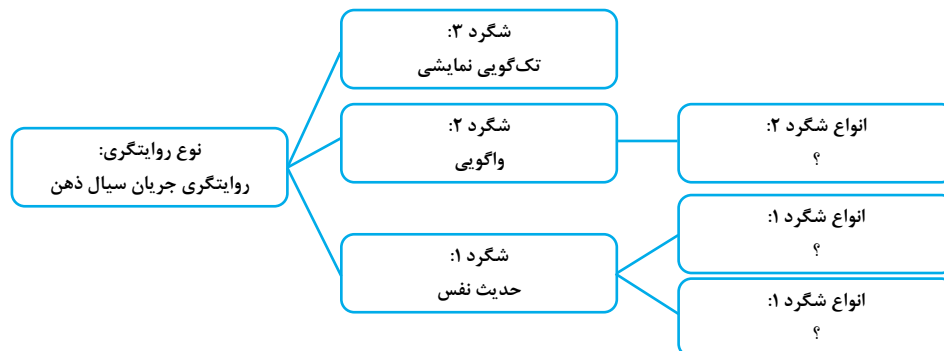 شگرد ۳:
تک‌گویی نمایشی
شگرد ۲:
واگویی
انواع شگرد ۲:
؟
نوع روایتگری:
روایتگری جریان سیال ذهن
انواع شگرد ۱:
؟
شگرد ۱:
حدیث نفس
انواع شگرد ۱:
؟